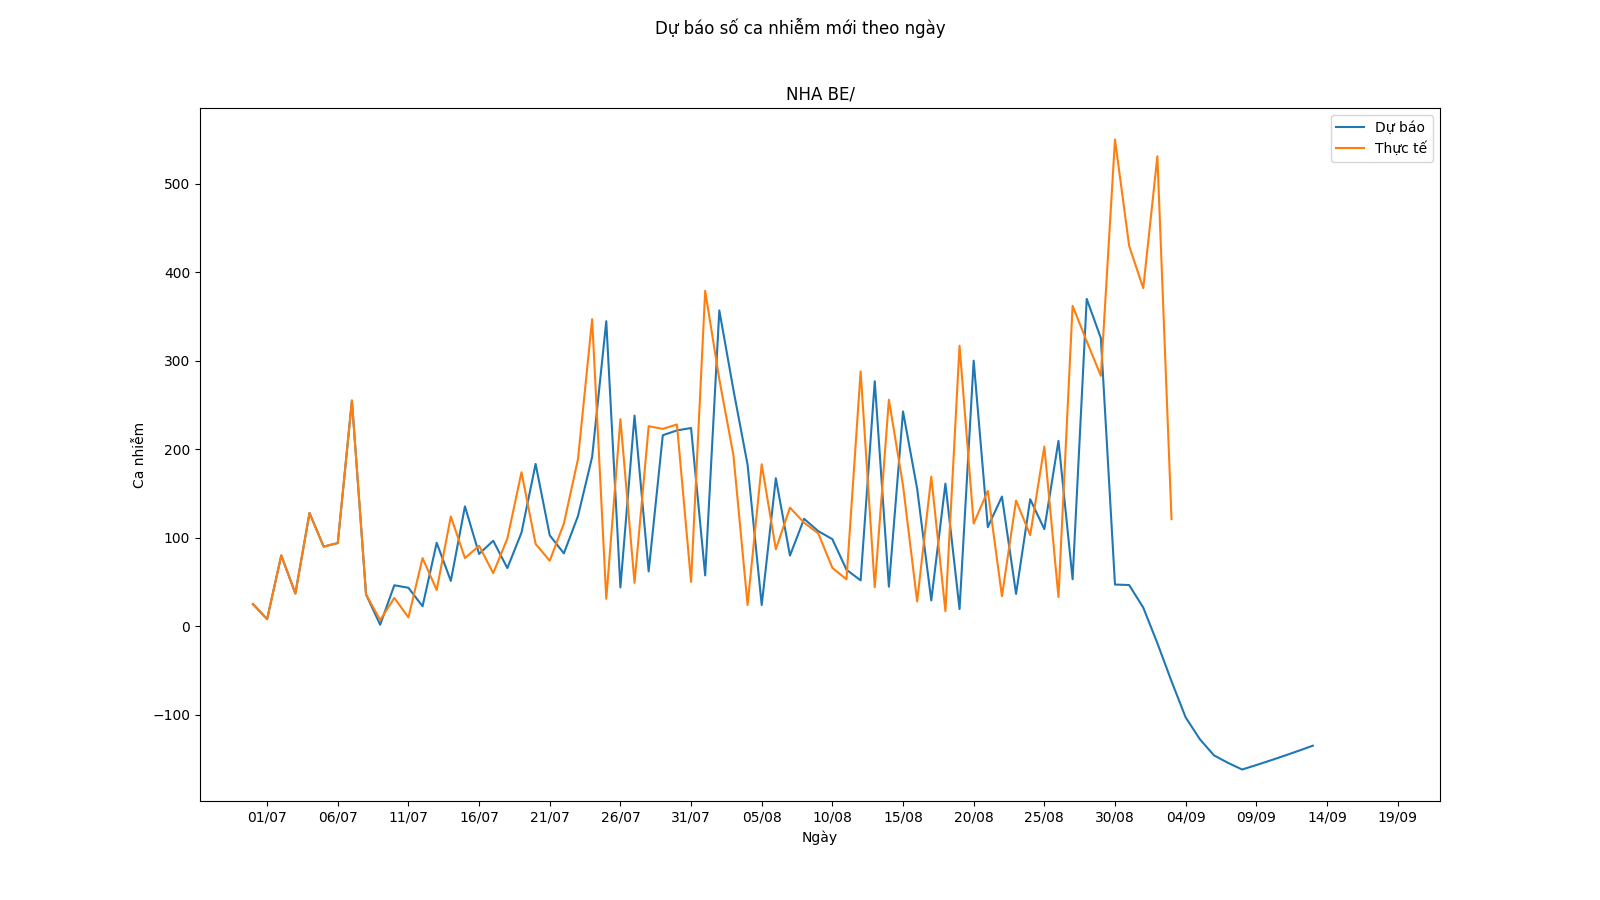 Dự báo số ca nhiễm mới theo ngày
NHA BE/
Dự báo
Thực tế
500
400
300
200
100
0
−100
Ca nhiễm
01/07 06/07 11/07 16/07 21/07 26/07 31/07 05/08 10/08 15/08 20/08 25/08 30/08 04/09 09/09 14/09 19/09
Ngày